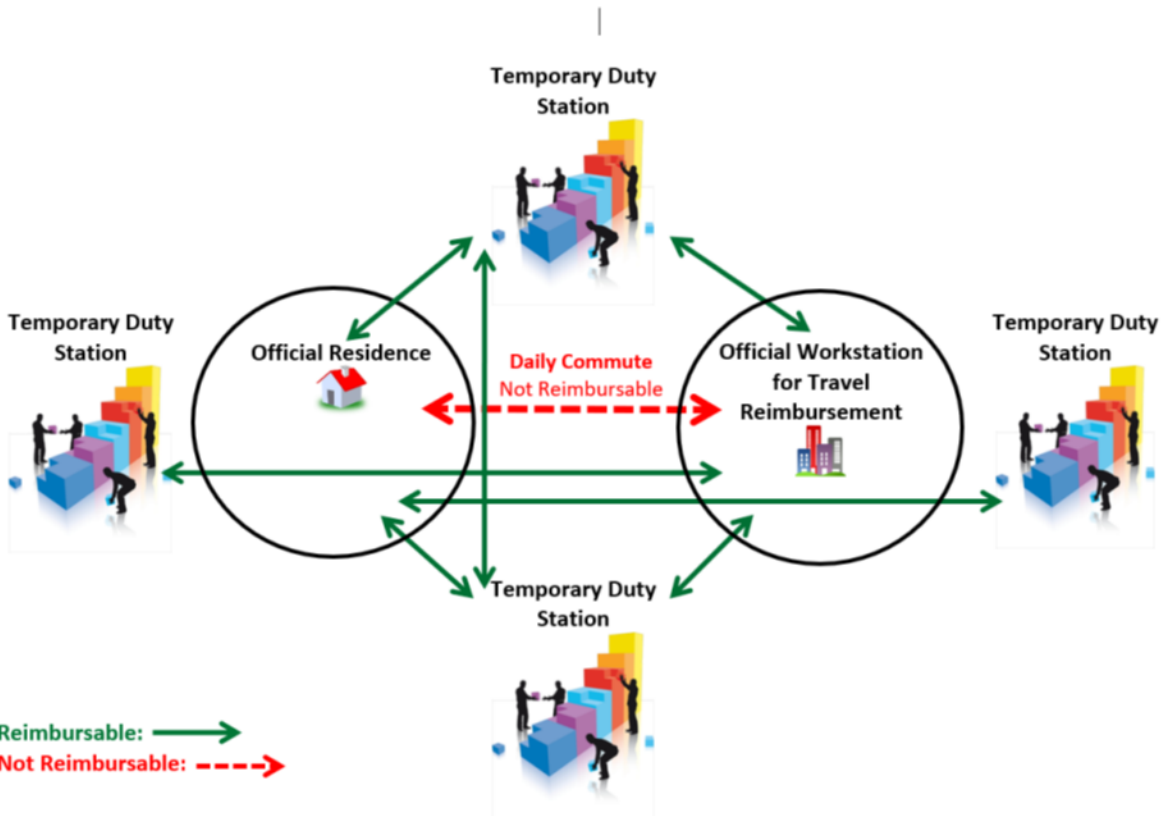 Temporary Duty
Station
Temporary Duty
Station
Official Residence
Daily Commute
Not Reimbursable
Official Workstation
for Travel
Reimbursement
Temporary Duty
Station
Temporary Duty
Station
Reimbursable:
Not Reimbursable: